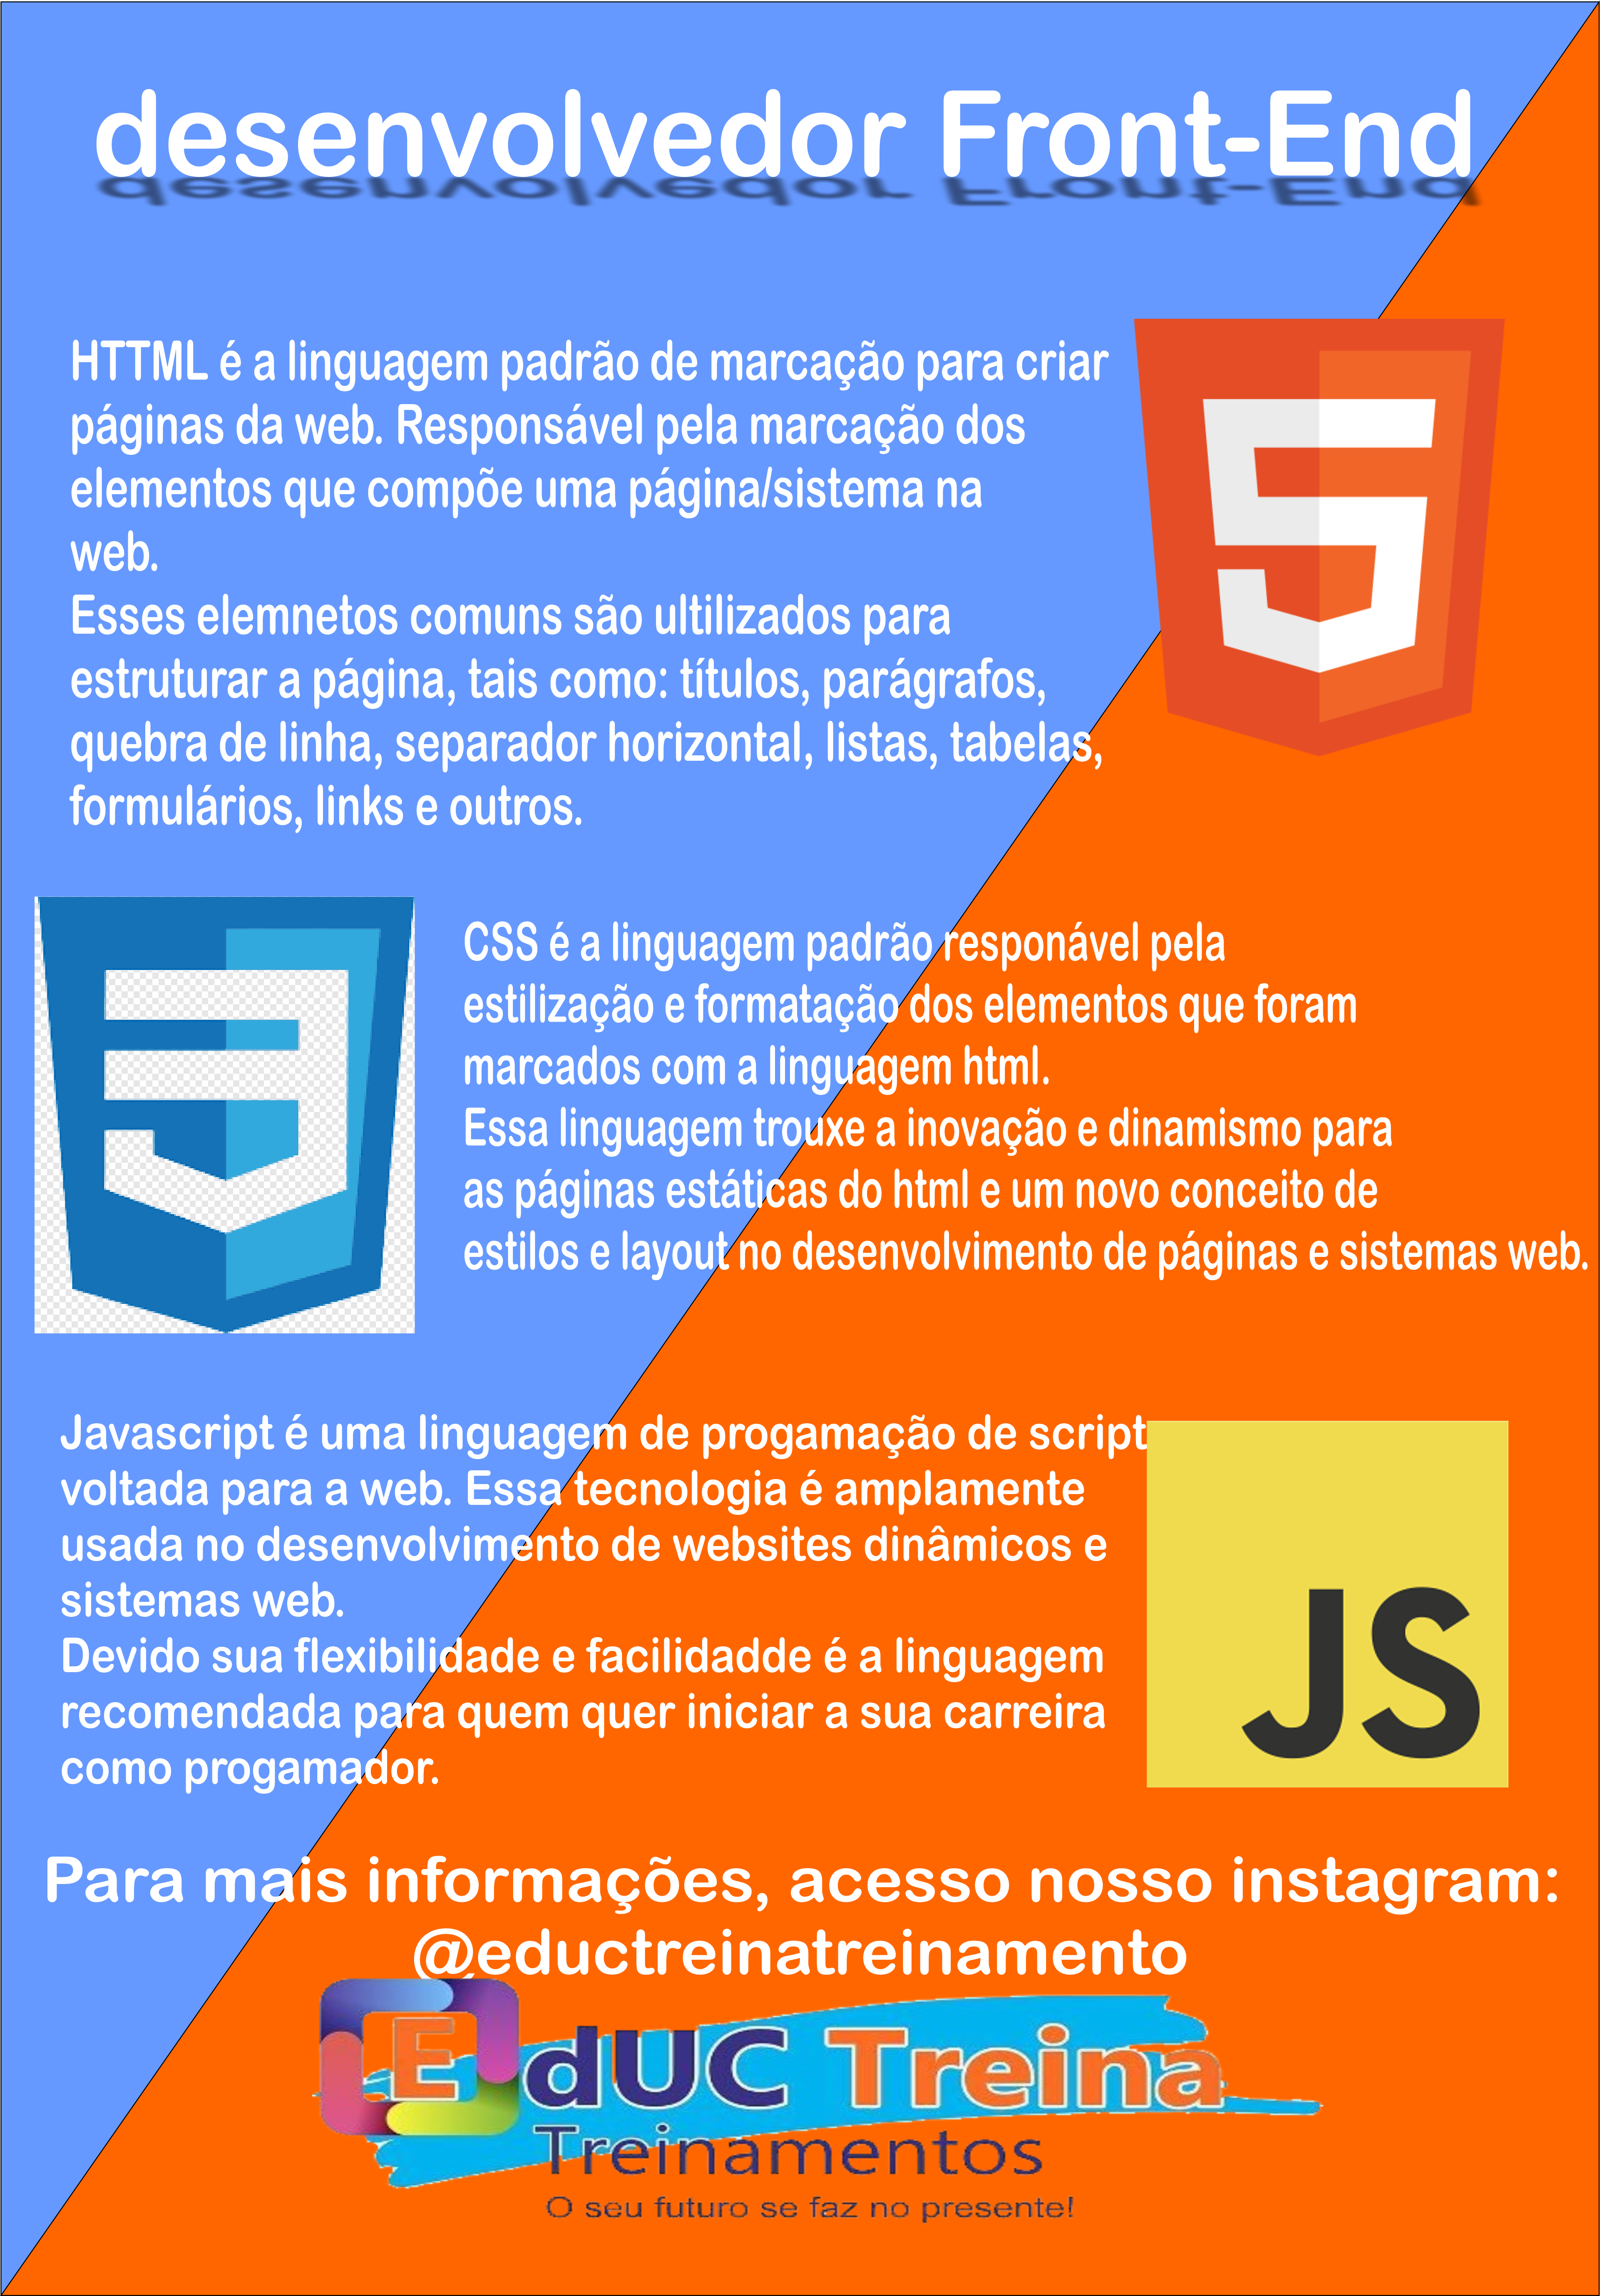 desenvolvedor Front-End
HTTML é a linguagem padrão de marcação para criar
páginas da web. Responsável pela marcação dos
elementos que compõe uma página/sistema na
web.
Esses elemnetos comuns são ultilizados para
estruturar a página, tais como: títulos, parágrafos,
quebra de linha, separador horizontal, listas, tabelas,
formulários, links e outros.
5
3
CSS é a linguagem padrão responável pela
estilização e formatação dos elementos que foram
marcados com a linguagem html.
Essa linguagem trouxe a inovação e dinamismo para
as páginas estáticas do html e um novo conceito de
estilos e layout no desenvolvimento de páginas e sistemas web.
Javascript é uma linguagem de progamação de script
voltada para a web. Essa tecnologia é amplamente
usada no desenvolvimento de websites dinâmicos e
sistemas web.
Devido sua flexibilidade e facilidadde é a linguagem
recomendada para quem quer iniciar a sua carreira
como progamador.
JS
Para mais informações, acesso nosso instagram:
@eductreinatreinamento
EdUC Treina
Treinamentos
O seu futuro se faz no presente!